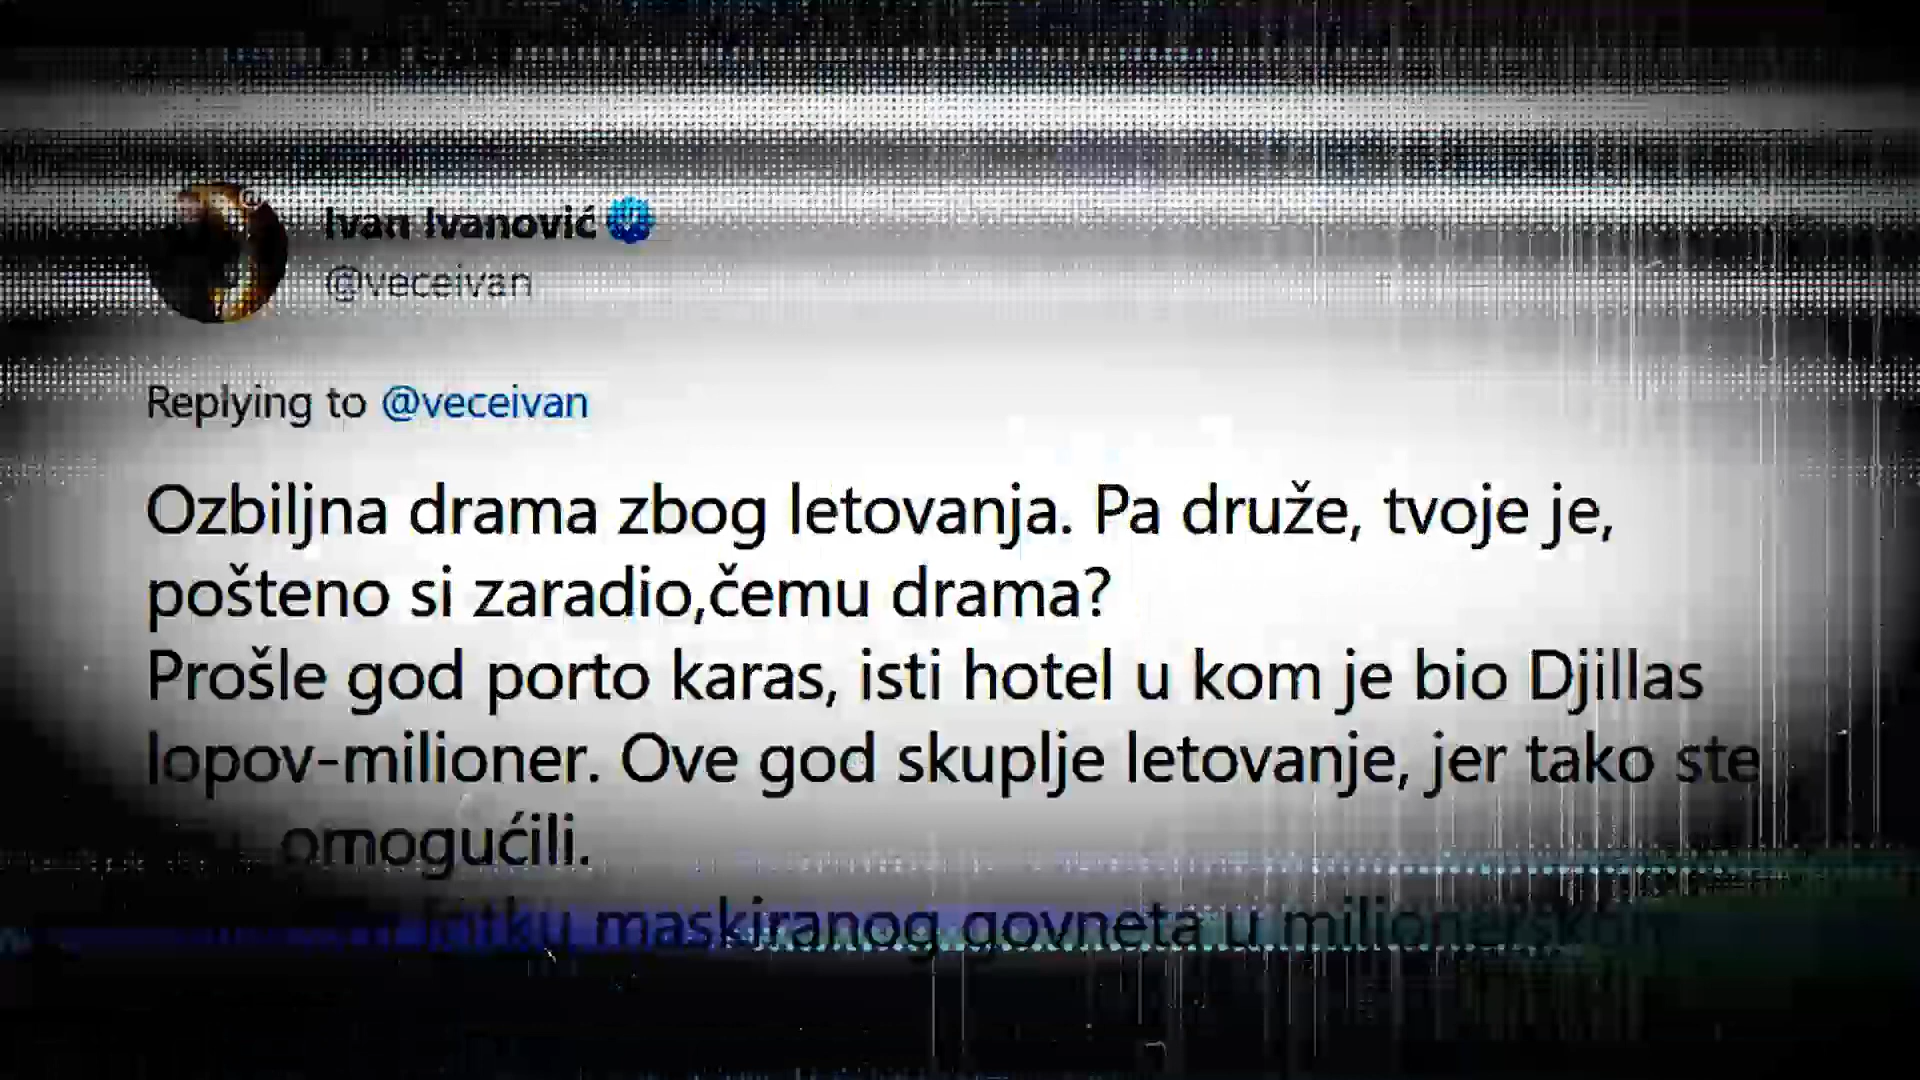 Ivan Ivanović
@veceivan
Replying to @veceivan
Ozbiljna drama zbog letovanja. Pa druže, tvoje je,
pošteno si zaradio,čemu drama?
Prošle god porto karas, isti hotel u kom je bio Djillas
lopov-milioner. Ove god skuplje letovanje, jer tako ste
omogućili.
maskiranog govneta u